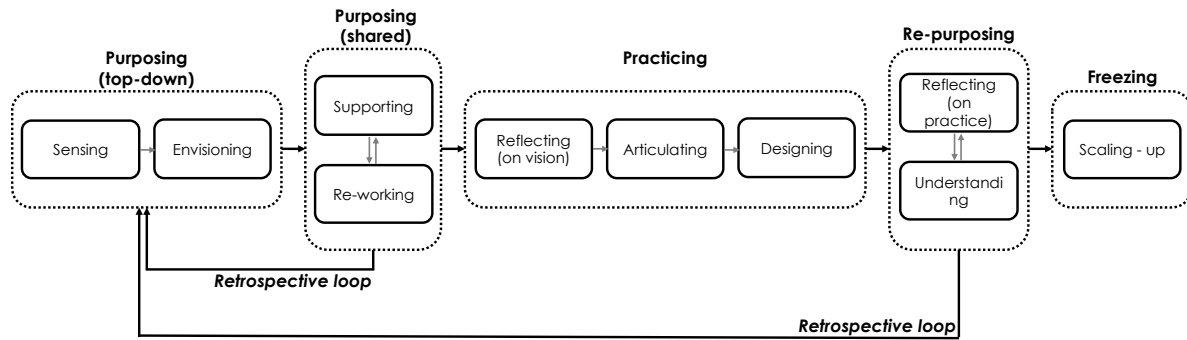 Purposing
(top-down)
Sensing
Envisioning
Purposing
(shared)
Supporting
Re-working
Practicing
Reflecting
(on vision)
Articulating
Designing
Re-purposing
Reflecting
(on
practice)
Understandi
ng
Freezing
Scaling - up
Retrospective loop
Retrospective loop